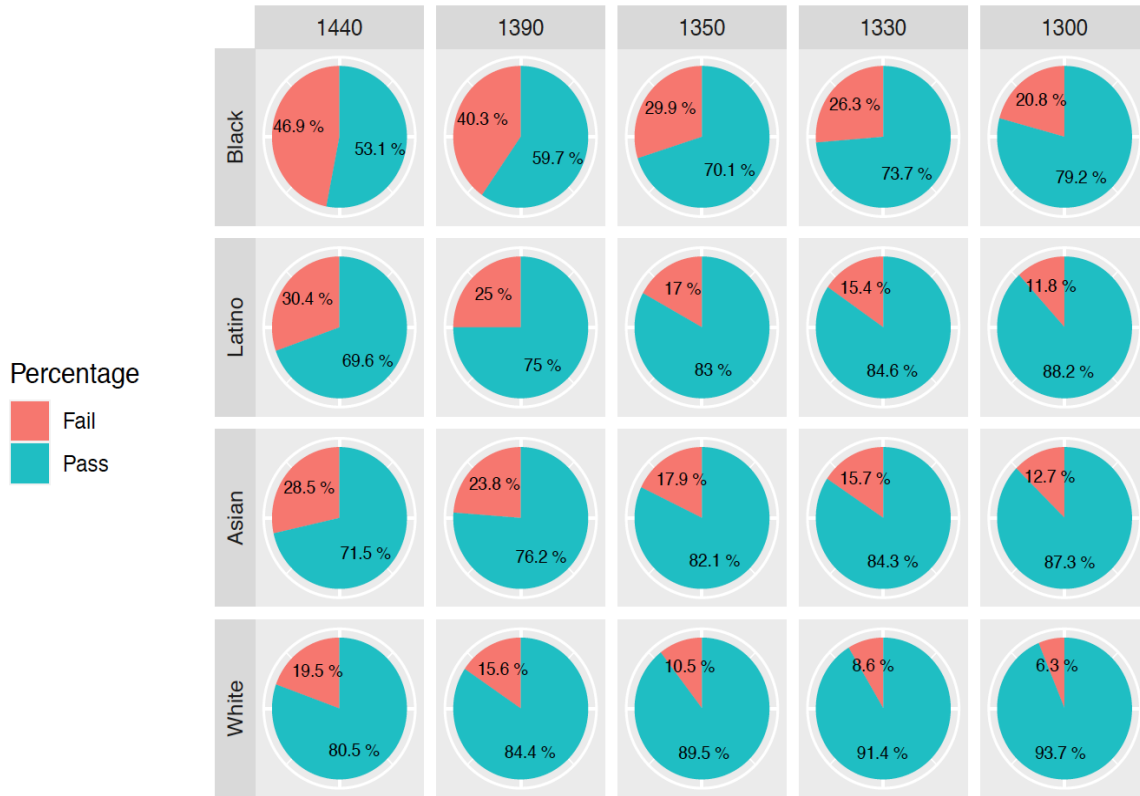 1440 1390 1350 1330 1300
Black
46.9 % 53.1 %
40.3 % 59.7 %
29.9 % 70.1 %
26.3 % 73.7 %
20.8 % 79.2 %
Latino
30.4 % 69.6 %
25 % 75 %
17 % 83 %
15.4 % 84.6 %
11.8 % 88.2 %
Percentage
Fail
Pass
Asian
28.5 % 71.5 %
23.8 % 76.2 %
17.9 % 82.1 %
15.7 % 84.3 %
12.7 % 87.3 %
White
19.5 % 80.5 %
15.6 % 84.4 %
10.5 % 89.5 %
8.6 % 91.4 %
6.3 % 93.7 %